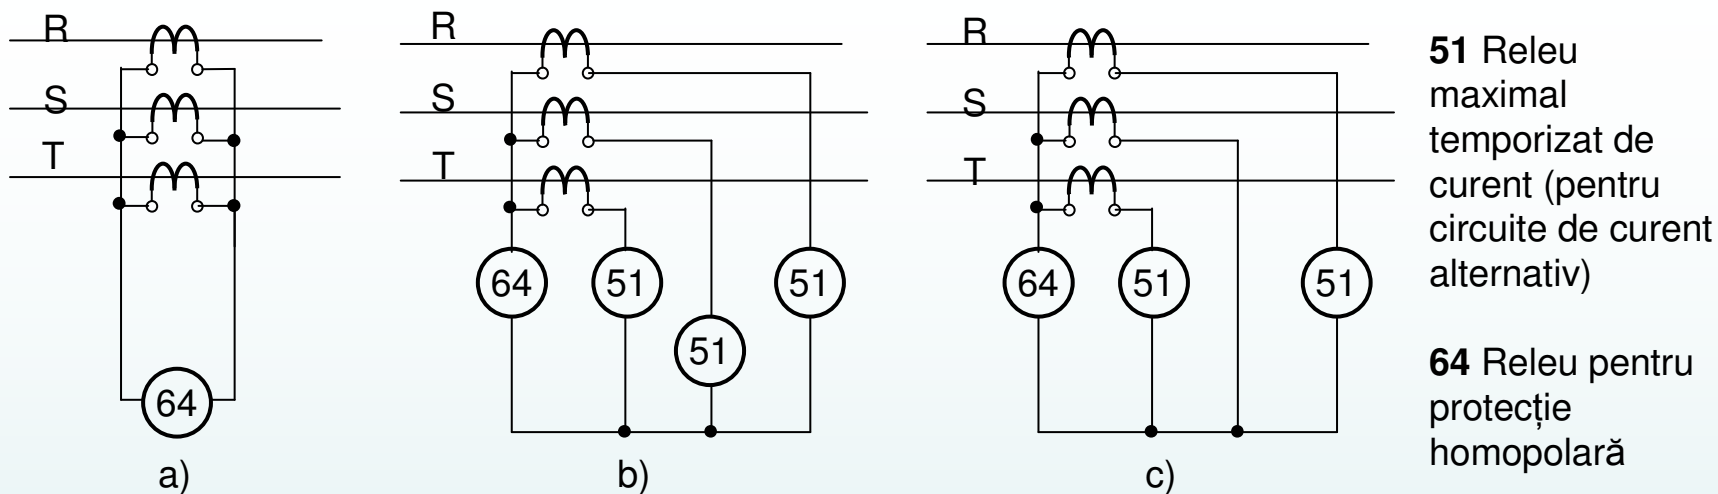 R
S
T
64
a)
R
S
T
64
51
51
51
b)
R
S
T
64
51
51
c)
51 Releu
maximal
temporizat de
curent (pentru
circuite de curent
alternativ)
64 Releu pentru
protecție
homopolară